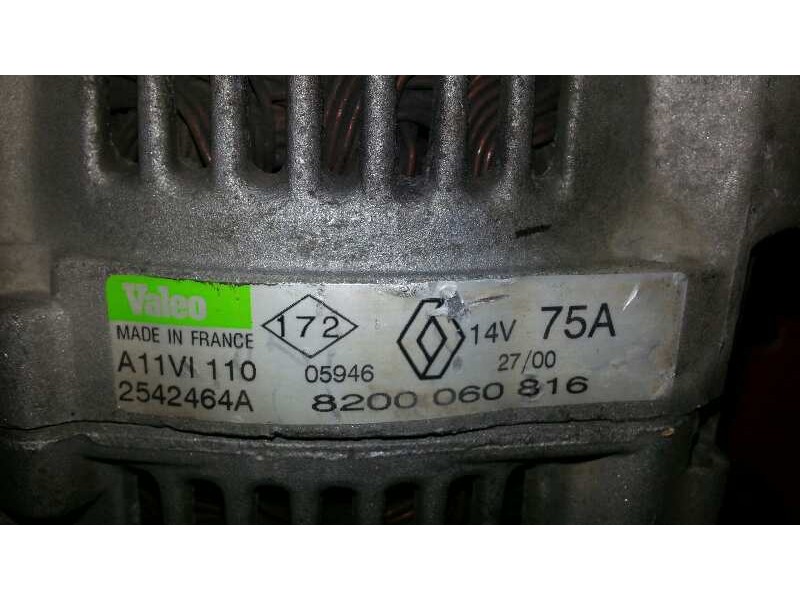 Valeo
MADE IN FRANCE
A11VI 110
2542464A
172
05946
14V 75A
27/00
8200 060 816